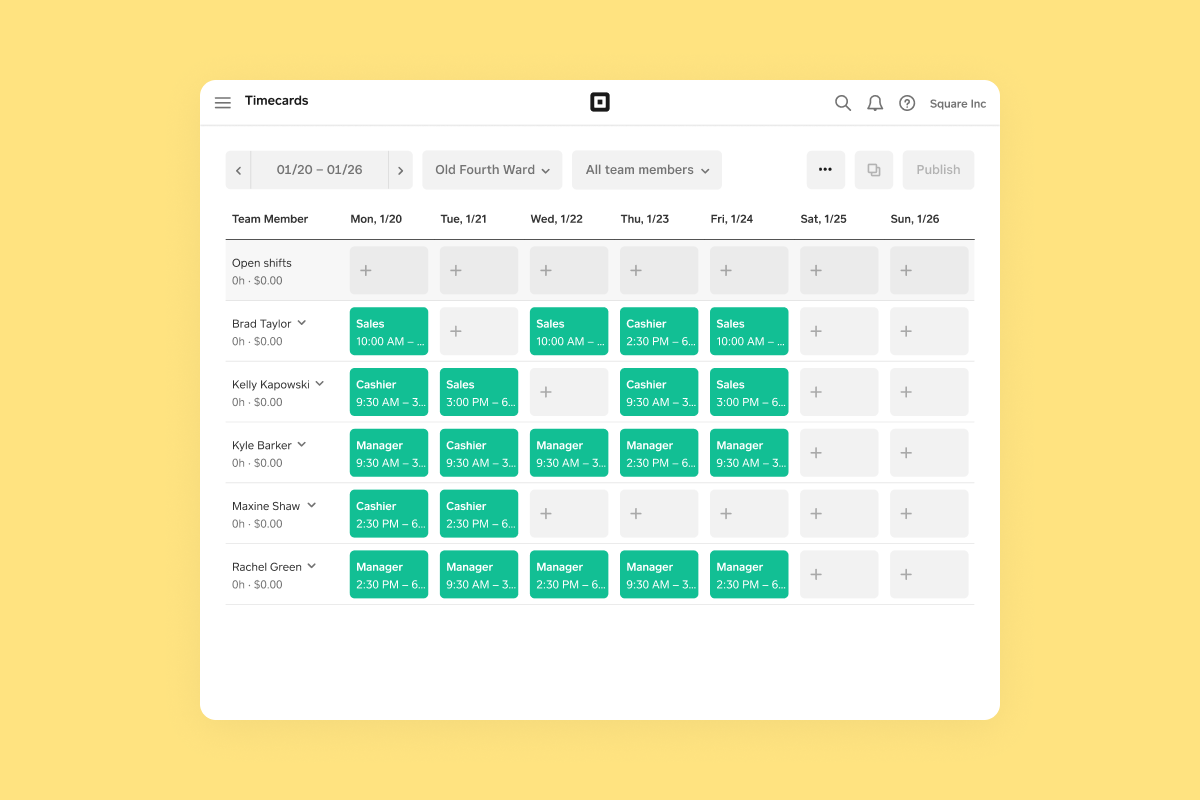 Timecards
Square Inc
01/20 – 01/26
Old Fourth Ward
All team members
•••
Publish
Team Member
Mon, 1/20
Tue, 1/21
Wed, 1/22
Thu, 1/23
Fri, 1/24
Sat, 1/25
Sun, 1/26
Open shifts
0h · $0.00
Brad Taylor
0h · $0.00
Sales
10:00 AM – ...
Sales
10:00 AM – ...
Cashier
2:30 PM – 6...
Sales
10:00 AM – ...
Kelly Kapowski
0h · $0.00
Cashier
9:30 AM – 3...
Sales
3:00 PM – 6...
Cashier
9:30 AM – 3...
Sales
3:00 PM – 6...
Kyle Barker
0h · $0.00
Manager
9:30 AM – 3...
Cashier
9:30 AM – 3...
Manager
9:30 AM – 3...
Manager
2:30 PM – 6...
Manager
9:30 AM – 3...
Maxine Shaw
0h · $0.00
Cashier
2:30 PM – 6...
Cashier
2:30 PM – 6...
Rachel Green
0h · $0.00
Manager
2:30 PM – 6...
Manager
9:30 AM – 3...
Manager
2:30 PM – 6...
Manager
9:30 AM – 3...
Manager
2:30 PM – 6...